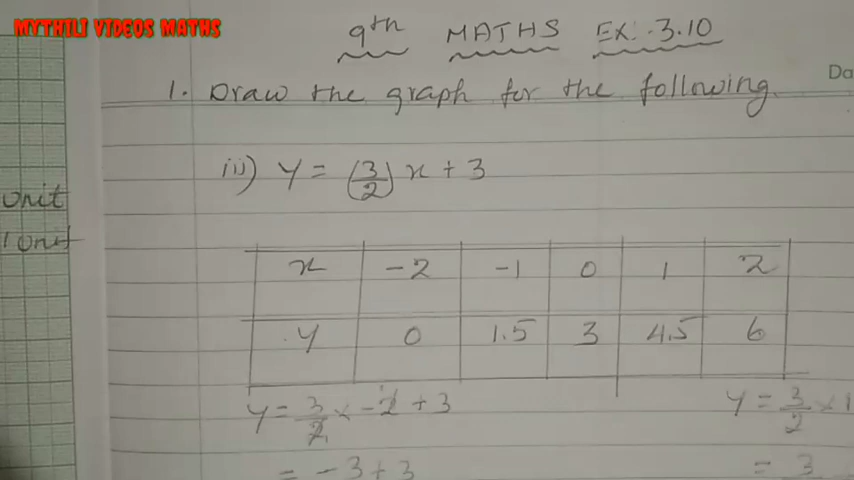 MYTHILI VIDEOS MATHS
9th MATHS EX: 3.10
Da
1. Draw the graph for the following.
iii) y = (3/2) x + 3
unit
1 unit
x -2 -1 0 1 2
y 0 1.5 3 4.5 6
y = 3/2 x -2 + 3
y = 3/2 x 1
= -3 + 3
= 3